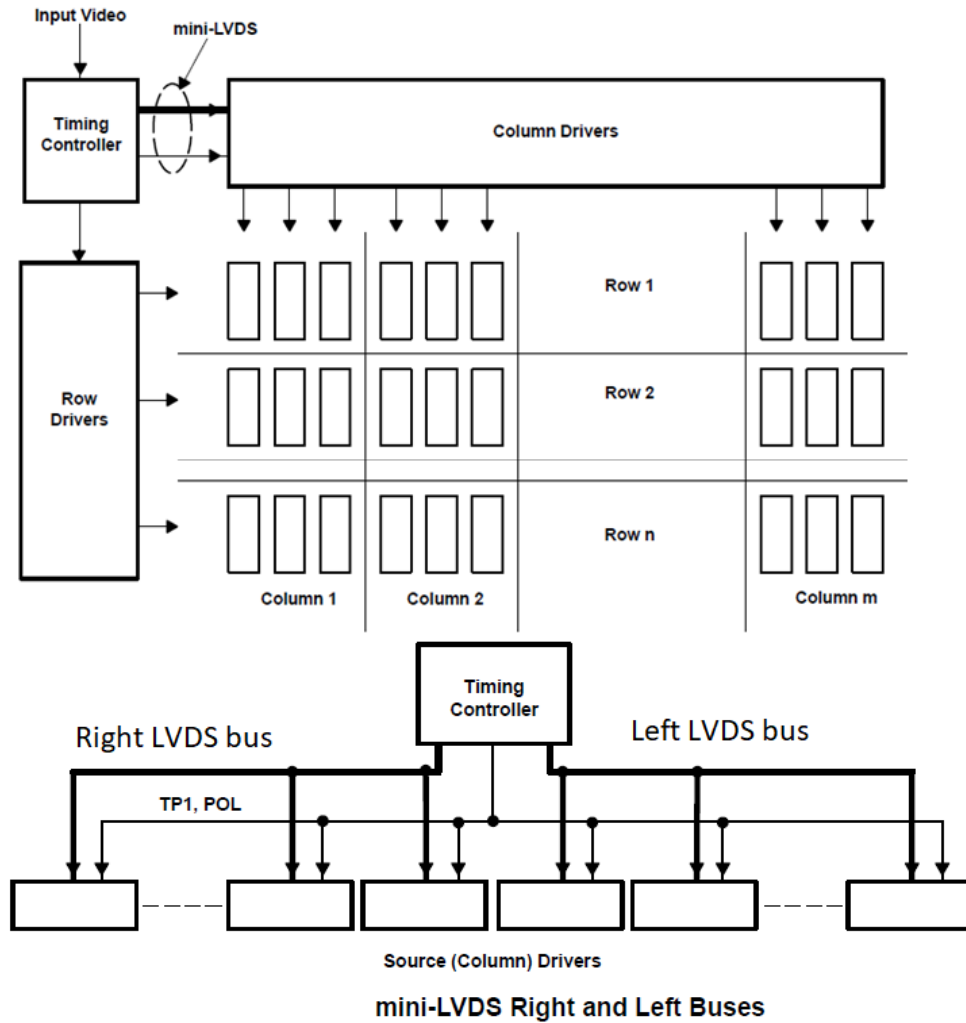 Input Video
mini-LVDS
Timing
Controller
Column Drivers
Row
Drivers
Row 1
Row 2
Row n
Column 1
Column 2
Column m
Timing
Controller
Right LVDS bus
Left LVDS bus
TP1, POL
Source (Column) Drivers
mini-LVDS Right and Left Buses